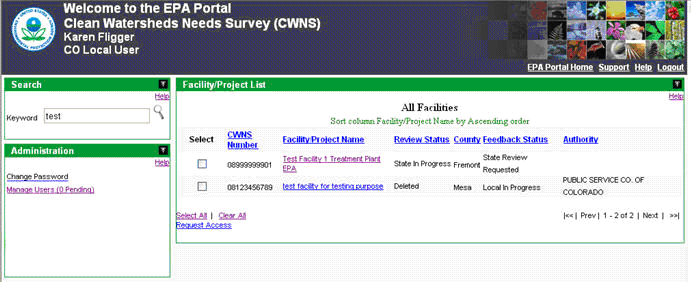 Welcome to the EPA Portal
Clean Watersheds Needs Survey (CWNS)
Karen Fligger
CO Local User
EPA Portal Home Support Help Logout
Search
Help
Keyword test
Administration
Help
Change Password
Manage Users (0 Pending)
Facility/Project List
Help
All Facilities
Sort column Facility/Project Name by Ascending order
Select CWNS Number Facility/Project Name Review Status County Feedback Status Authority
08999999901 Test Facility 1 Treatment Plant EPA State In Progress Fremont State Review Requested
08123456789 test facility for testing purpose Deleted Mesa Local In Progress PUBLIC SERVICE CO. OF COLORADO
Select All | Clear All
Request Access
|<< | Prev | 1 - 2 of 2 | Next | >>|